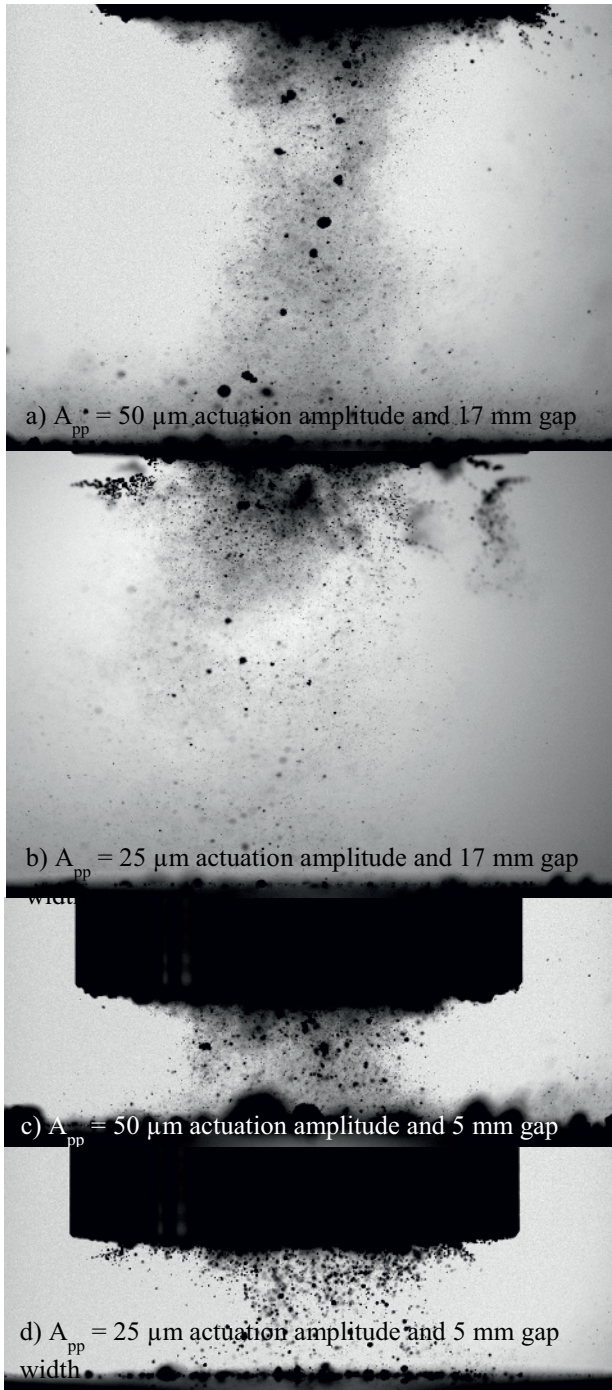 a) App = 50 µm actuation amplitude and 17 mm gap
b) App = 25 µm actuation amplitude and 17 mm gap
width
c) App = 50 µm actuation amplitude and 5 mm gap
d) App = 25 µm actuation amplitude and 5 mm gap
width